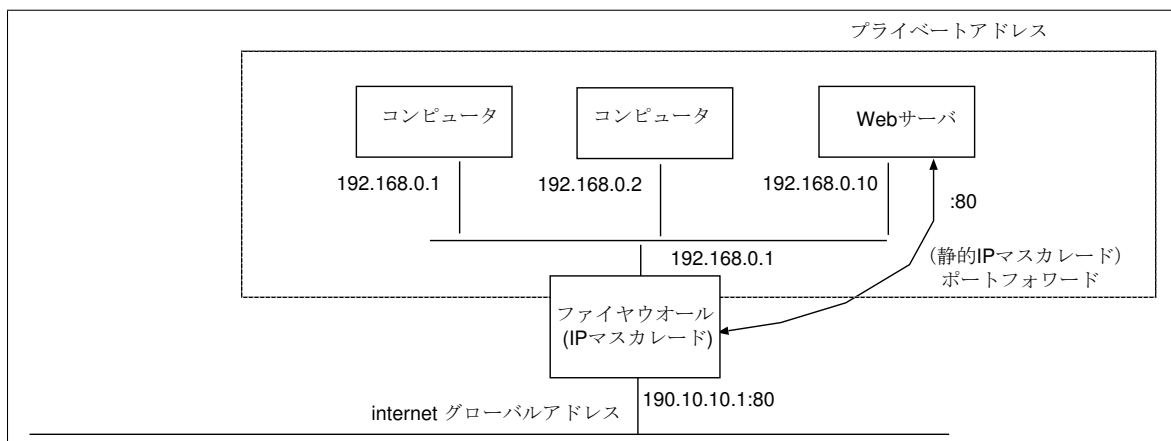 プライベートアドレス
コンピュータ
コンピュータ
Webサーバ
192.168.0.1
192.168.0.2
192.168.0.10
:80
192.168.0.1
（静的IPマスカレード）
ポートフォワード
ファイヤウオール
(IPマスカレード)
190.10.10.1:80
internet グローバルアドレス